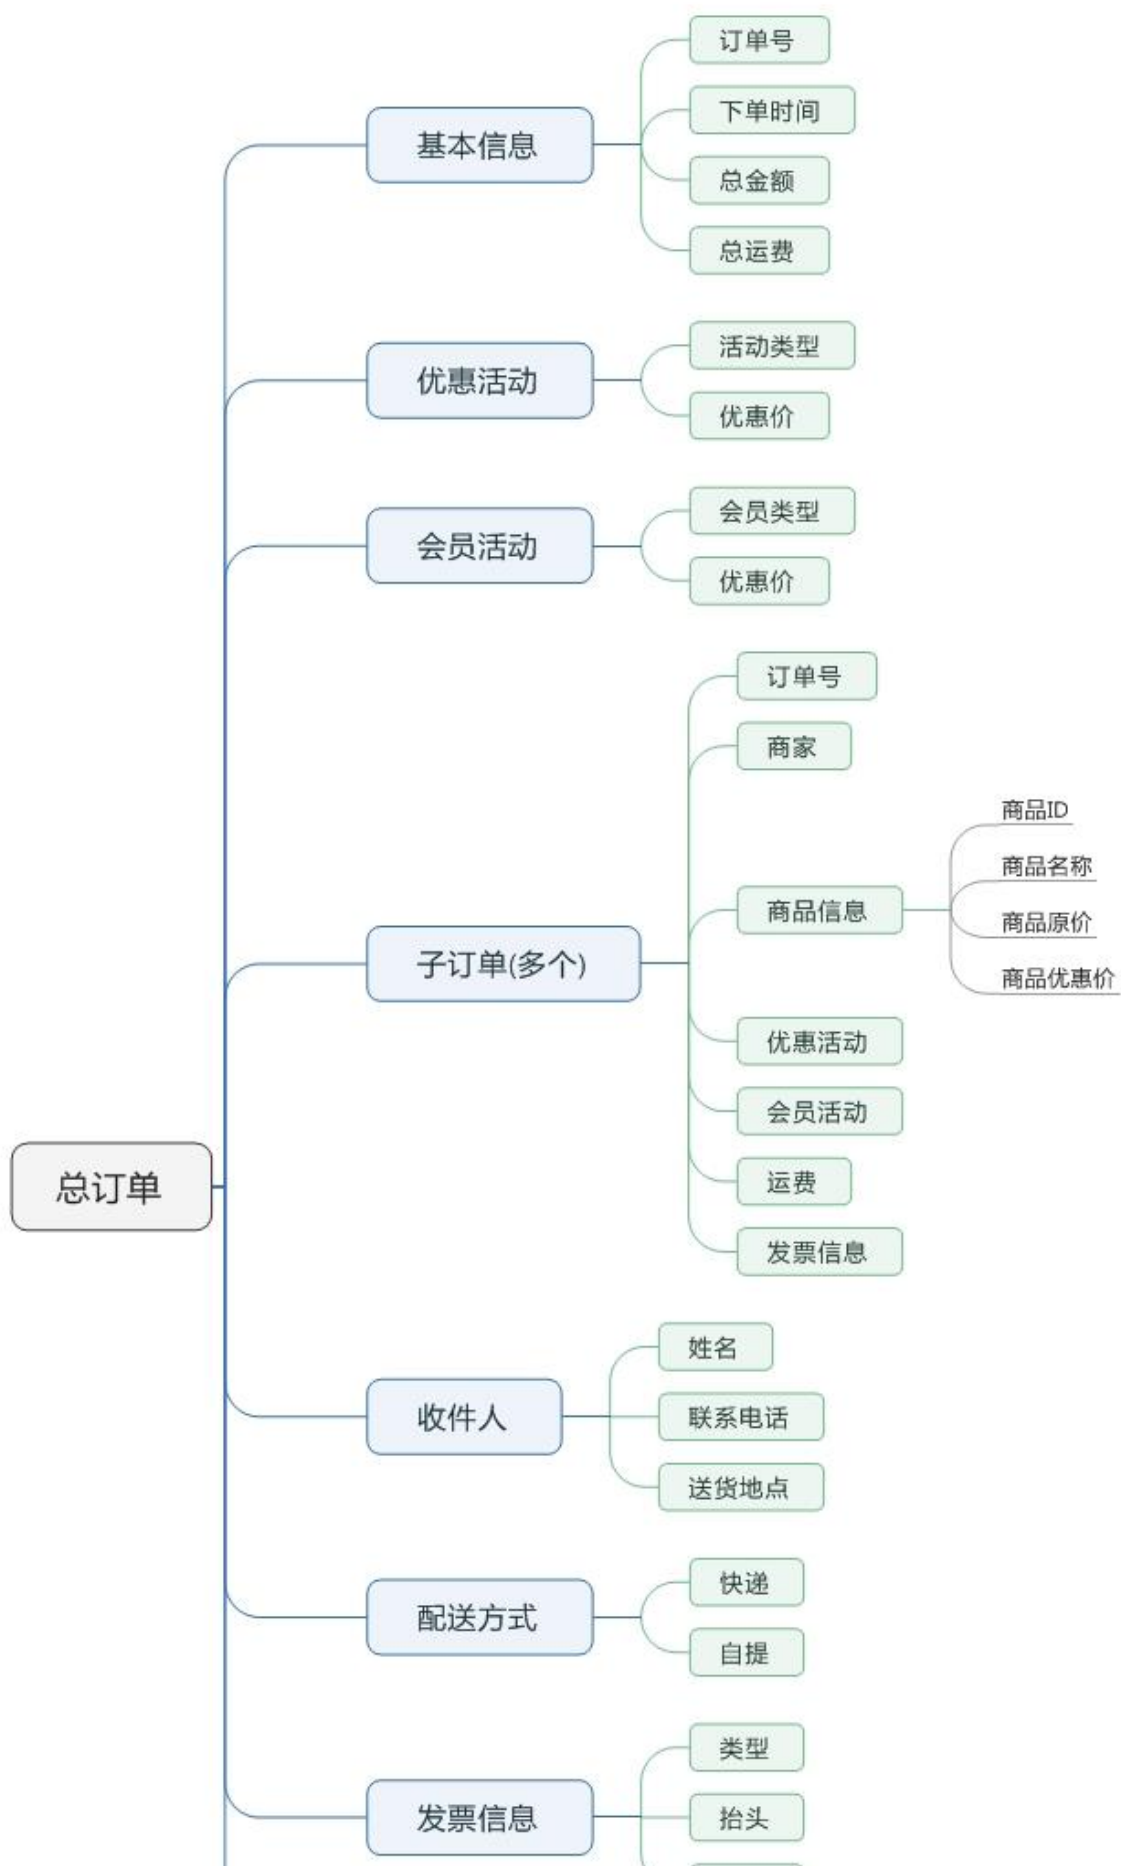 总订单
基本信息
订单号
下单时间
总金额
总运费
优惠活动
活动类型
优惠价
会员活动
会员类型
优惠价
子订单(多个)
订单号
商家
商品信息
商品ID
商品名称
商品原价
商品优惠价
优惠活动
会员活动
运费
发票信息
收件人
姓名
联系电话
送货地点
配送方式
快递
自提
发票信息
类型
抬头